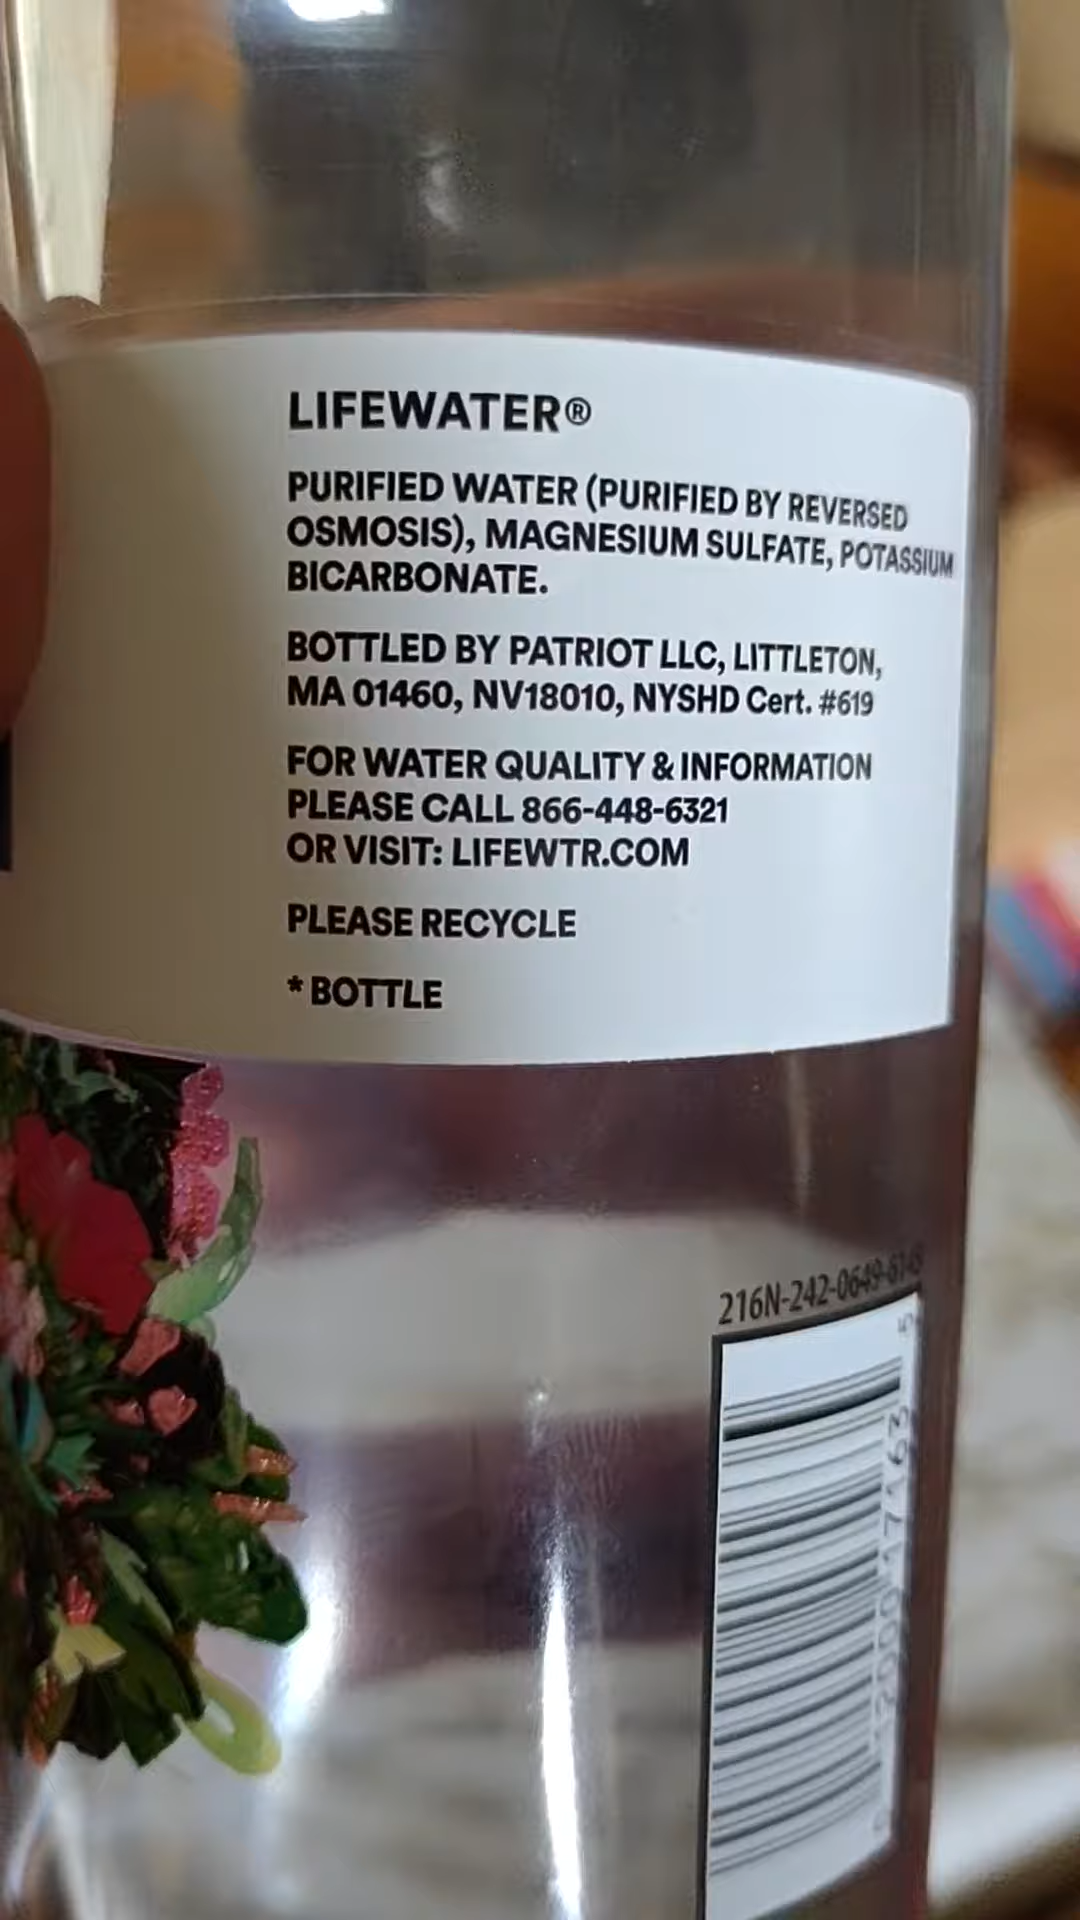 LIFEWATER®
PURIFIED WATER (PURIFIED BY REVERSED
OSMOSIS), MAGNESIUM SULFATE, POTASSIUM
BICARBONATE.
BOTTLED BY PATRIOT LLC, LITTLETON,
MA 01460, NV18010, NYSHD Cert. #619
FOR WATER QUALITY & INFORMATION
PLEASE CALL 866-448-6321
OR VISIT: LIFEWTR.COM
PLEASE RECYCLE
* BOTTLE